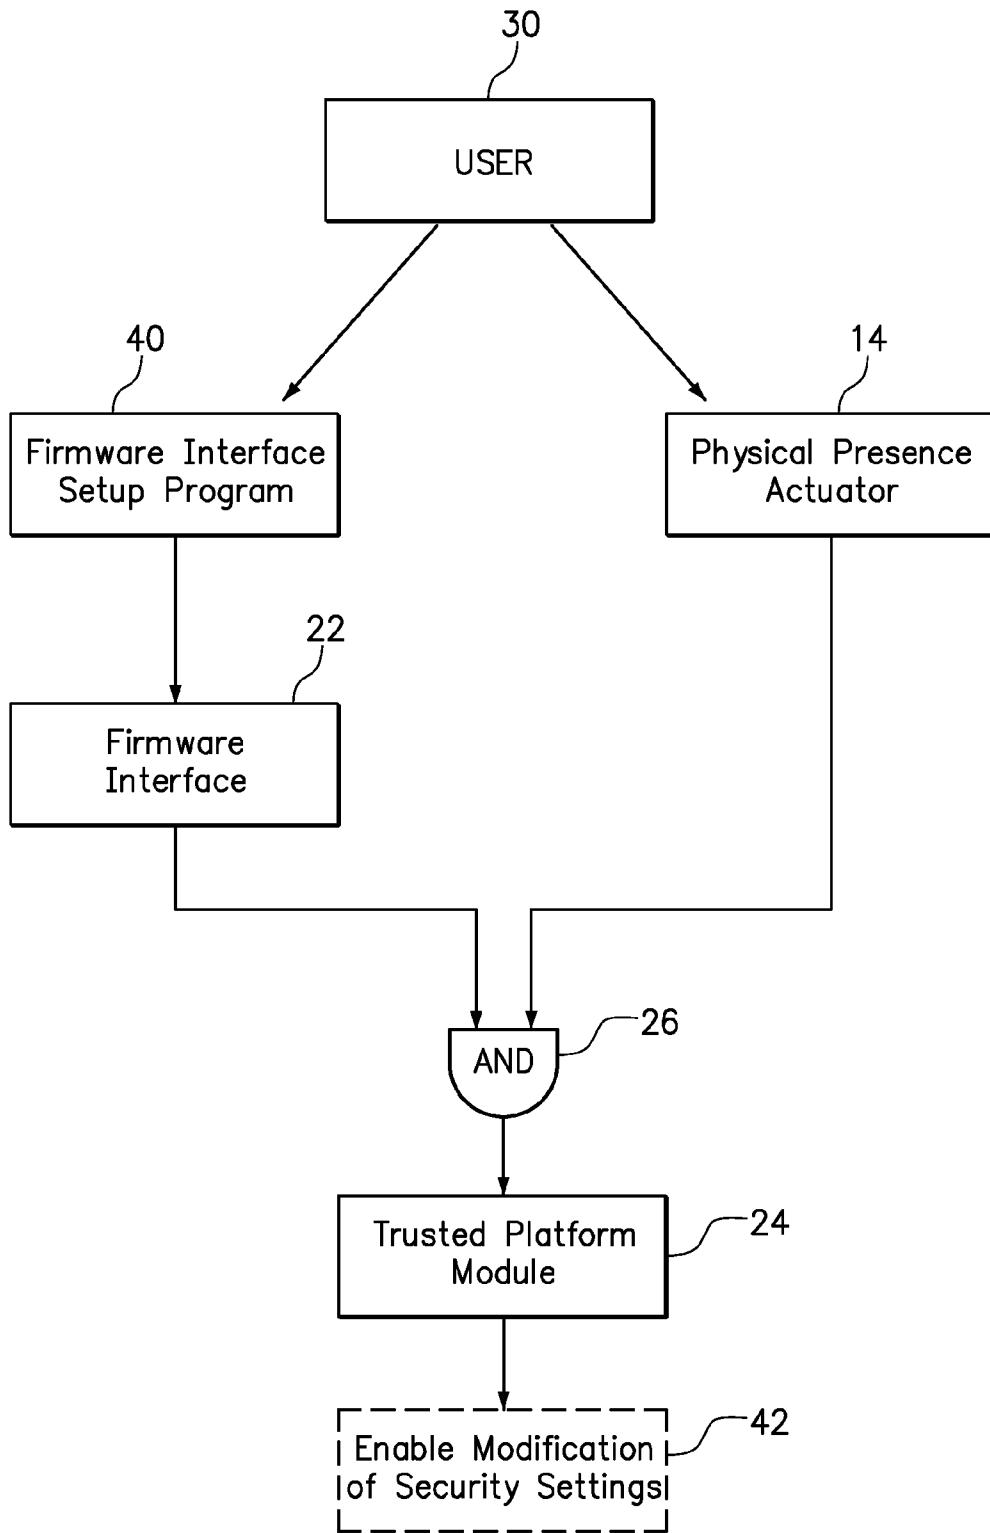 30
USER
40
14
Firmware Interface
Setup Program
Physical Presence
Actuator
22
Firmware
Interface
AND
26
Trusted Platform
Module
24
Enable Modification
of Security Settings
42